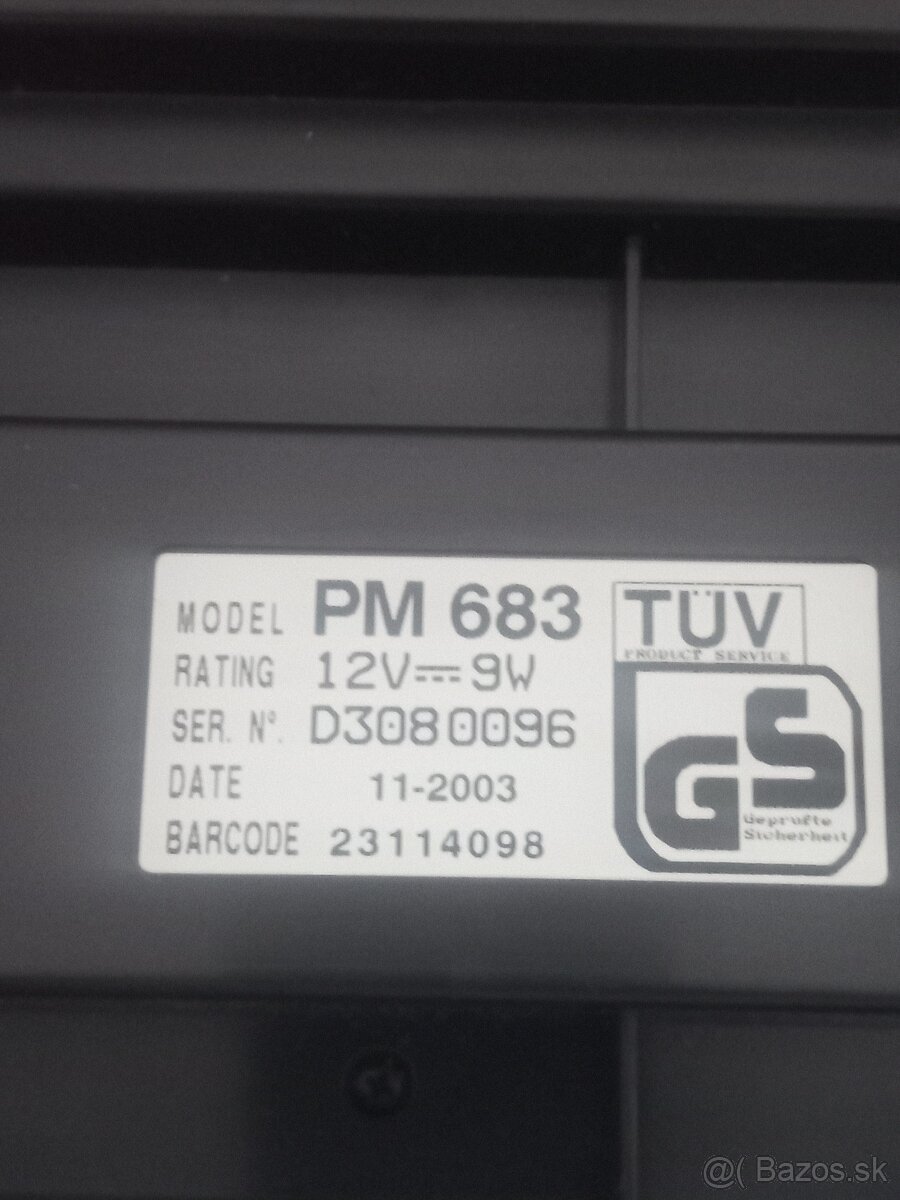 MODEL PM 683
RATING 12V⎓9W
SER. Nº. D3080096
DATE 11-2003
BARCODE 23114098
TÜV
PRODUCT SERVICE
GS
Geprüfte
Sicherheit
@( Bazos.sk